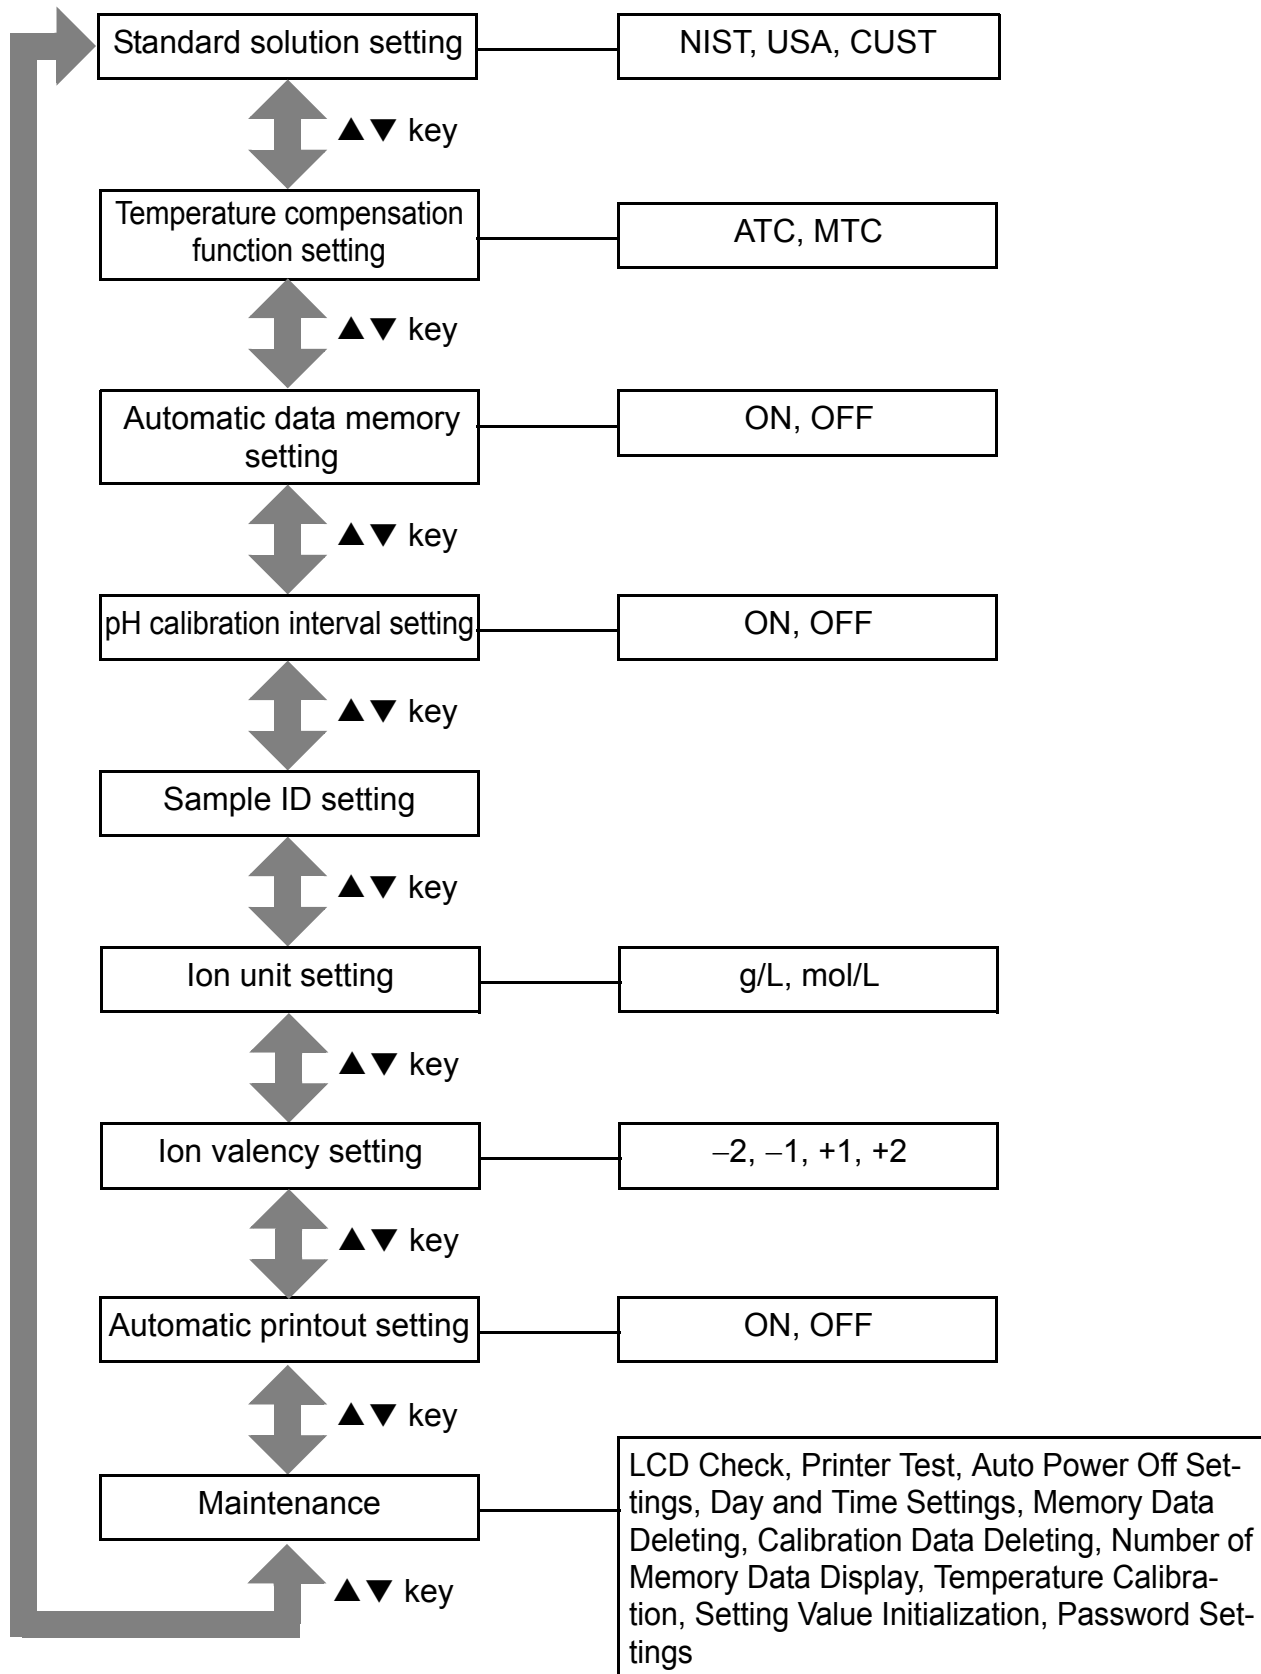 Standard solution setting
NIST, USA, CUST
▲▼ key
Temperature compensation
function setting
ATC, MTC
▲▼ key
Automatic data memory
setting
ON, OFF
▲▼ key
pH calibration interval setting
ON, OFF
▲▼ key
Sample ID setting
▲▼ key
Ion unit setting
g/L, mol/L
▲▼ key
Ion valency setting
–2, –1, +1, +2
▲▼ key
Automatic printout setting
ON, OFF
▲▼ key
Maintenance
LCD Check, Printer Test, Auto Power Off Set-
tings, Day and Time Settings, Memory Data
Deleting, Calibration Data Deleting, Number of
Memory Data Display, Temperature Calibra-
tion, Setting Value Initialization, Password Set-
tings
▲▼ key